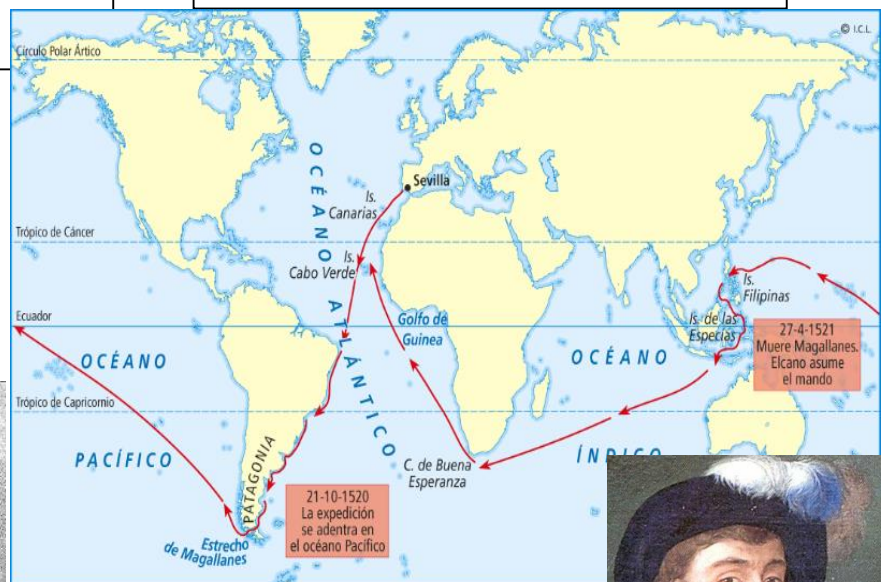 © I.C.L
Círculo Polar Ártico
OCÉANO ATLÁNTICO
Sevilla
Is.
Canarias
Trópico de Cáncer
Is.
Cabo Verde
Is.
Filipinas
Ecuador
Golfo de
Guinea
Is. de las
Especias
27-4-1521
Muere Magallanes.
Elcano asume
el mando
OCÉANO
PACÍFICO
OCÉANO
ÍNDICO
Trópico de Capricornio
PATAGONIA
C. de Buena
Esperanza
21-10-1520
La expedición
se adentra en
el océano Pacífico
Estrecho
de Magallanes